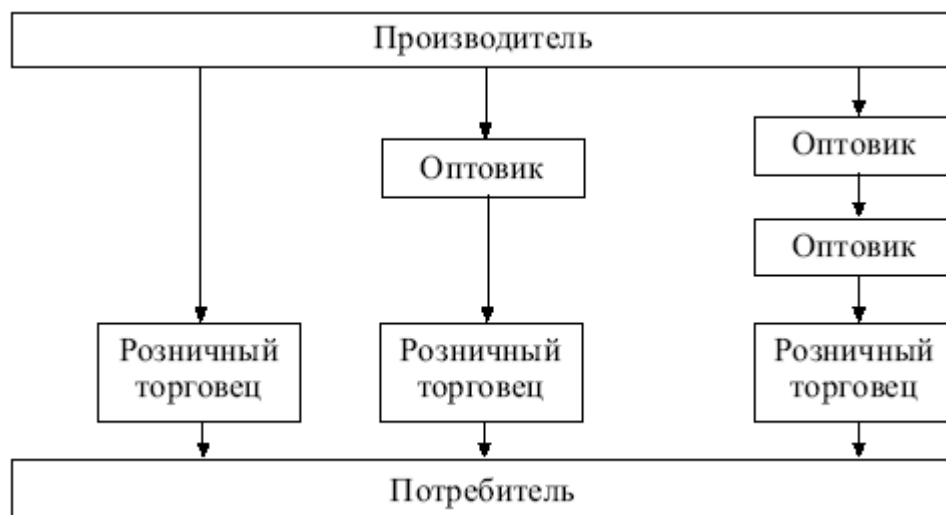 Производитель
Оптовик
Оптовик
Оптовик
Розничный
торговец
Розничный
торговец
Розничный
торговец
Потребитель